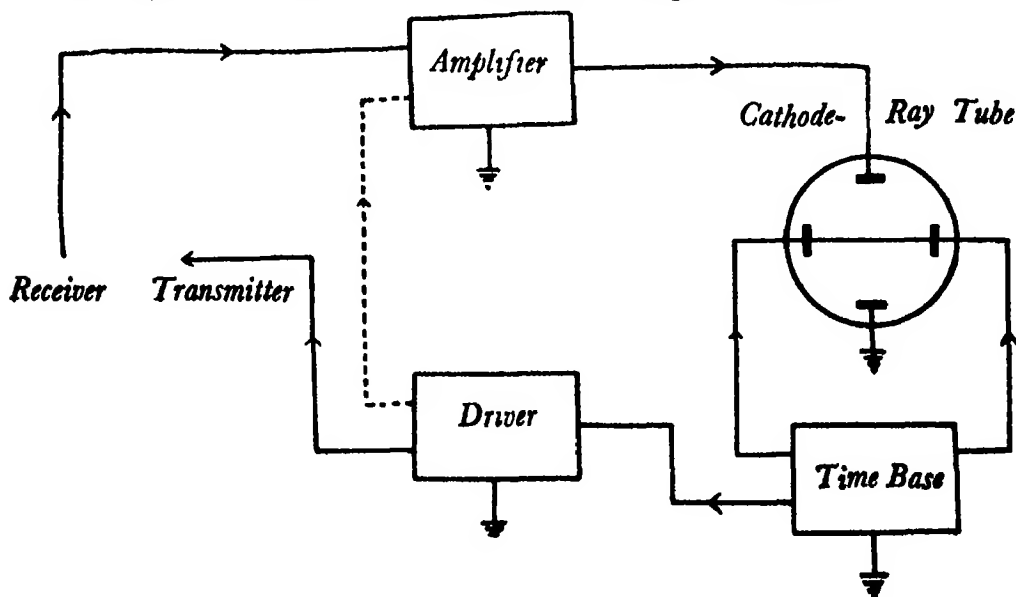 Amplifier
Cathode- Ray Tube
Receiver Transmitter
Driver
Time Base